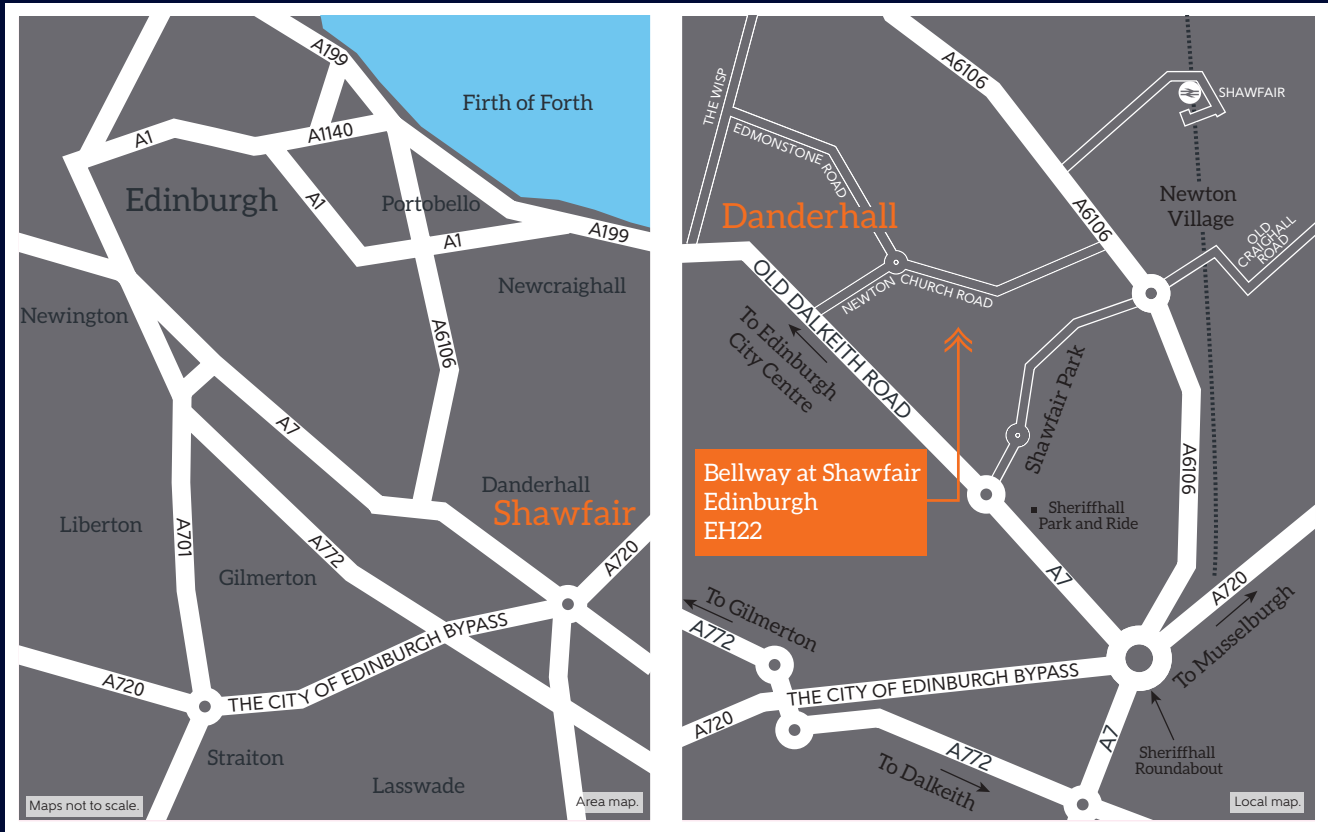 A199
Firth of Forth
A1
A1140
Edinburgh
A1
Portobello
A1
A199
Newcraighall
Newington
A6106
A7
Danderhall
Shawfair
Liberton
A701
A772
A720
Gilmerton
THE CITY OF EDINBURGH BYPASS
A720
Straiton
Lasswade
Maps not to scale.
Area map.
A6106
THE WISP
SHAWFAIR
EDMONSTONE
ROAD
Newton
Village
Danderhall
A6106
OLD
CRAIGHALL
ROAD
OLD DALKEITH ROAD
NEWTON CHURCH ROAD
To Edinburgh
City Centre
Shawfair Park
Bellway at Shawfair
Edinburgh
EH22
A6106
Sheriffhall
Park and Ride
A7
A720
To Musselburgh
To Gilmerton
A772
THE CITY OF EDINBURGH BYPASS
A720
A7
A772
To Dalkeith
Sheriffhall
Roundabout
Local map.